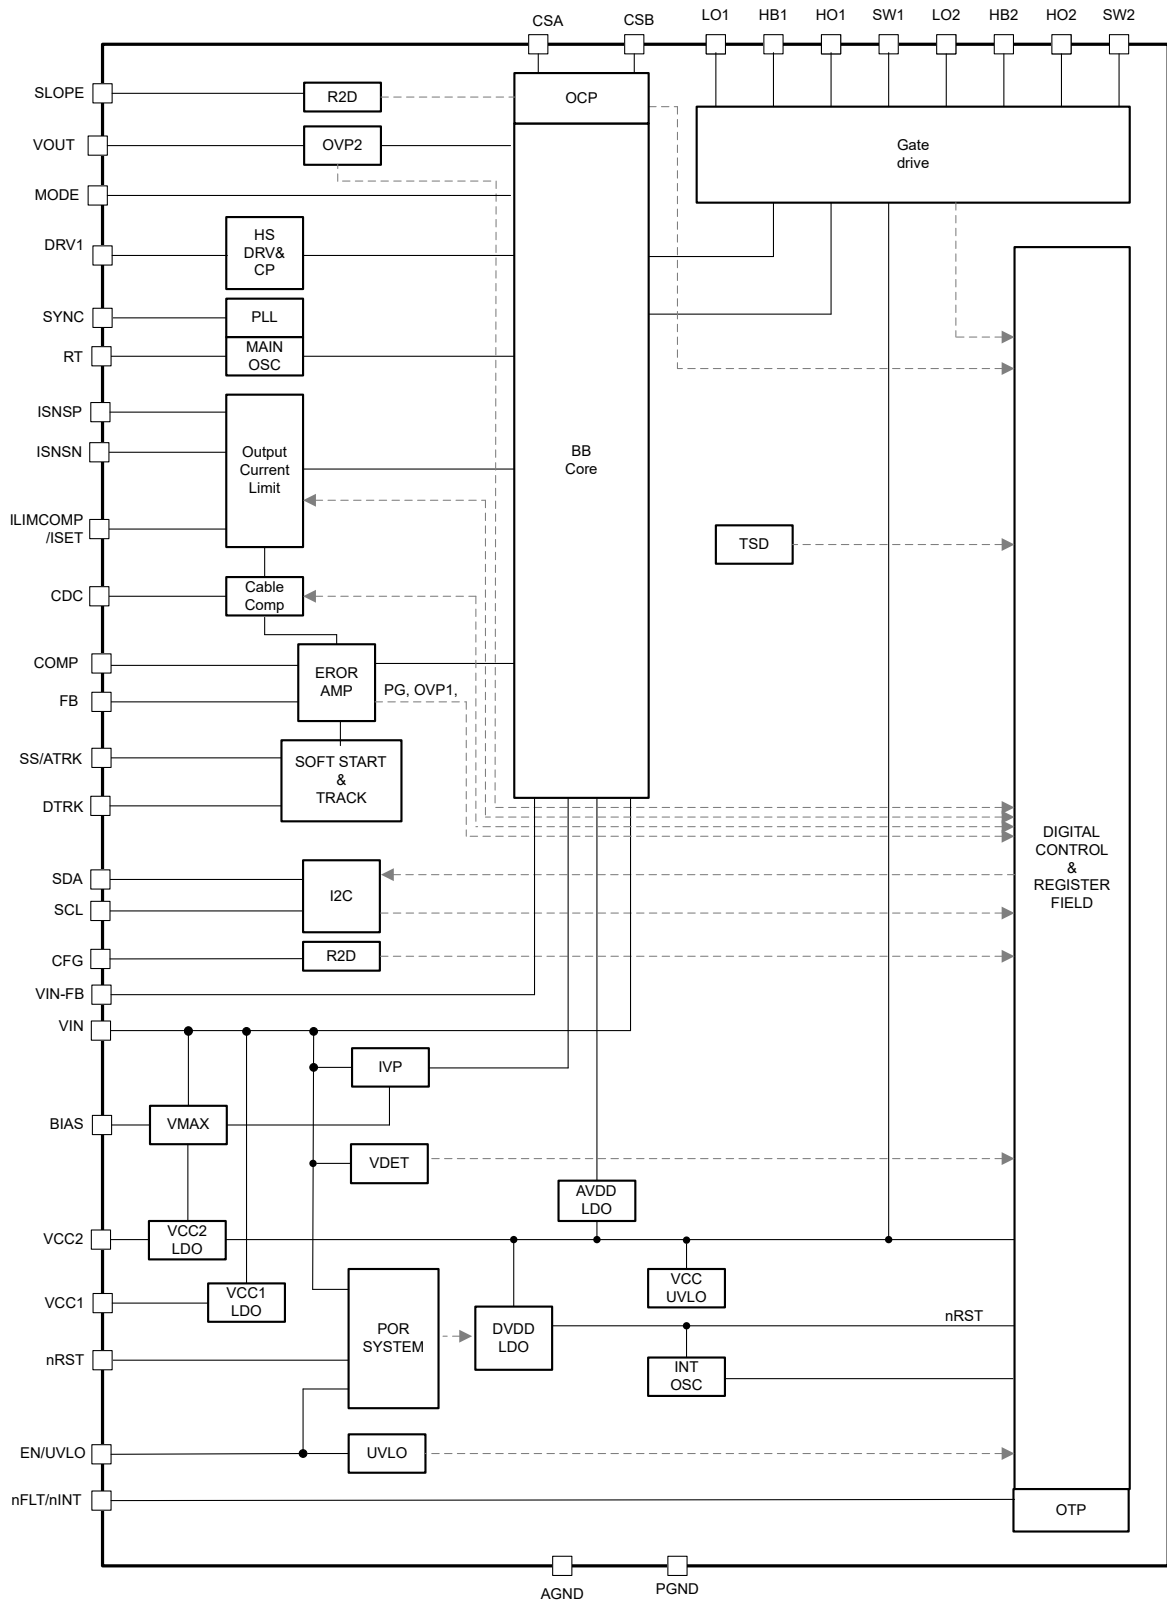 CSA
CSB
LO1
HB1
HO1
SW1
LO2
HB2
HO2
SW2
SLOPE
R2D
OCP
VOUT
OVP2
Gate
drive
MODE
DRV1
HS
DRV&
CP
SYNC
PLL
RT
MAIN
OSC
ISNSP
ISNSN
Output
Current
Limit
BB
Core
ILIMCOMP
/ISET
TSD
CDC
Cable
Comp
COMP
EROR
AMP
FB
PG, OVP1,
SS/ATRK
SOFT START
&
TRACK
DTRK
DIGITAL
CONTROL
&
REGISTER
FIELD
SDA
I2C
SCL
CFG
R2D
VIN-FB
VIN
IVP
BIAS
VMAX
VDET
AVDD
LDO
VCC2
VCC2
LDO
VCC
UVLO
VCC1
VCC1
LDO
POR
SYSTEM
DVDD
LDO
nRST
nRST
INT
OSC
EN/UVLO
UVLO
nFLT/nINT
OTP
AGND
PGND